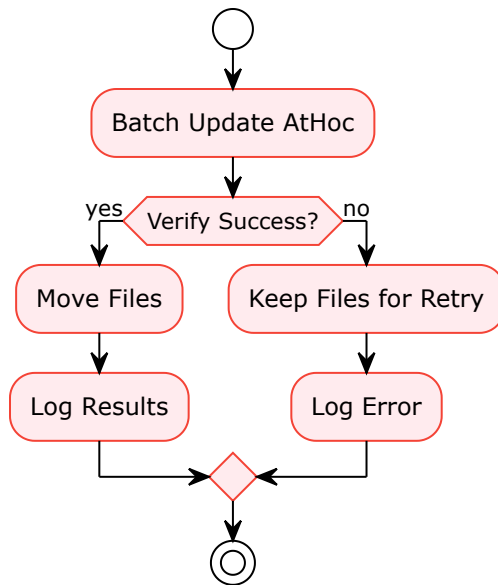 Batch Update AtHoc
yes
Verify Success?
no
Move Files
Keep Files for Retry
Log Results
Log Error